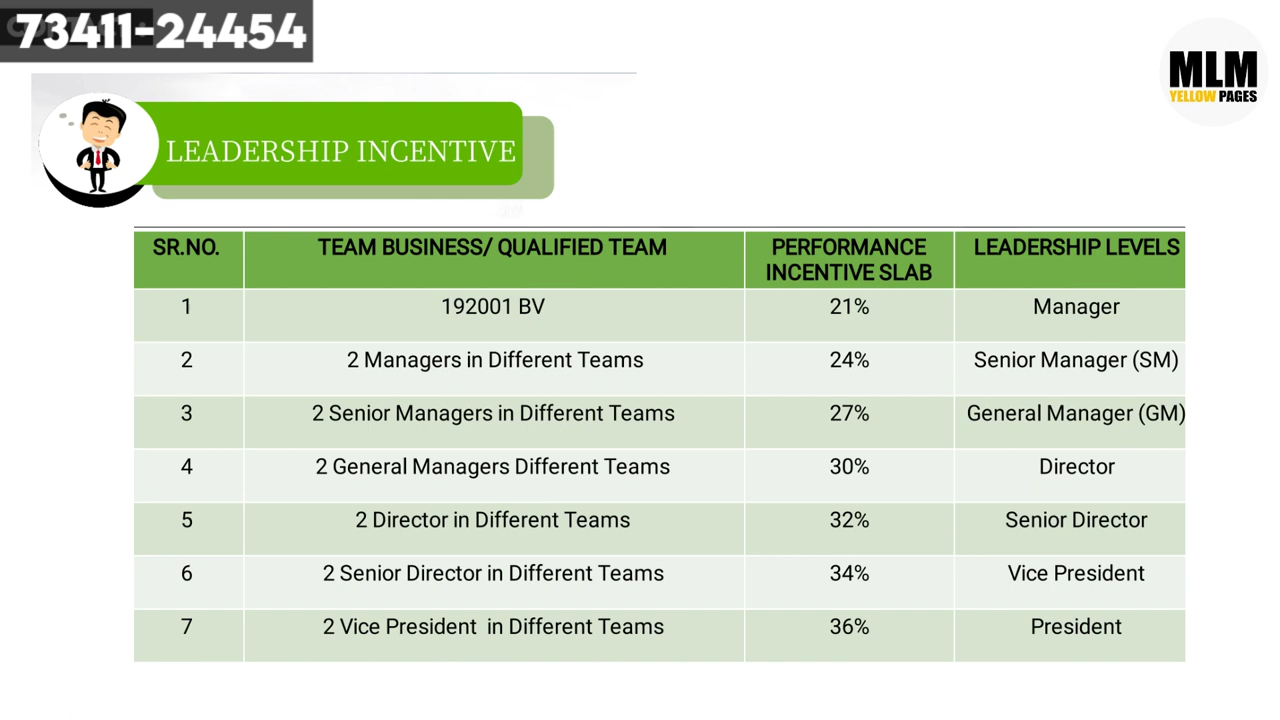 73411-24454
MLM
YELLOW PAGES
LEADERSHIP INCENTIVE
SR.NO. TEAM BUSINESS/ QUALIFIED TEAM PERFORMANCE INCENTIVE SLAB LEADERSHIP LEVELS
1 192001 BV 21% Manager
2 2 Managers in Different Teams 24% Senior Manager (SM)
3 2 Senior Managers in Different Teams 27% General Manager (GM)
4 2 General Managers Different Teams 30% Director
5 2 Director in Different Teams 32% Senior Director
6 2 Senior Director in Different Teams 34% Vice President
7 2 Vice President in Different Teams 36% President